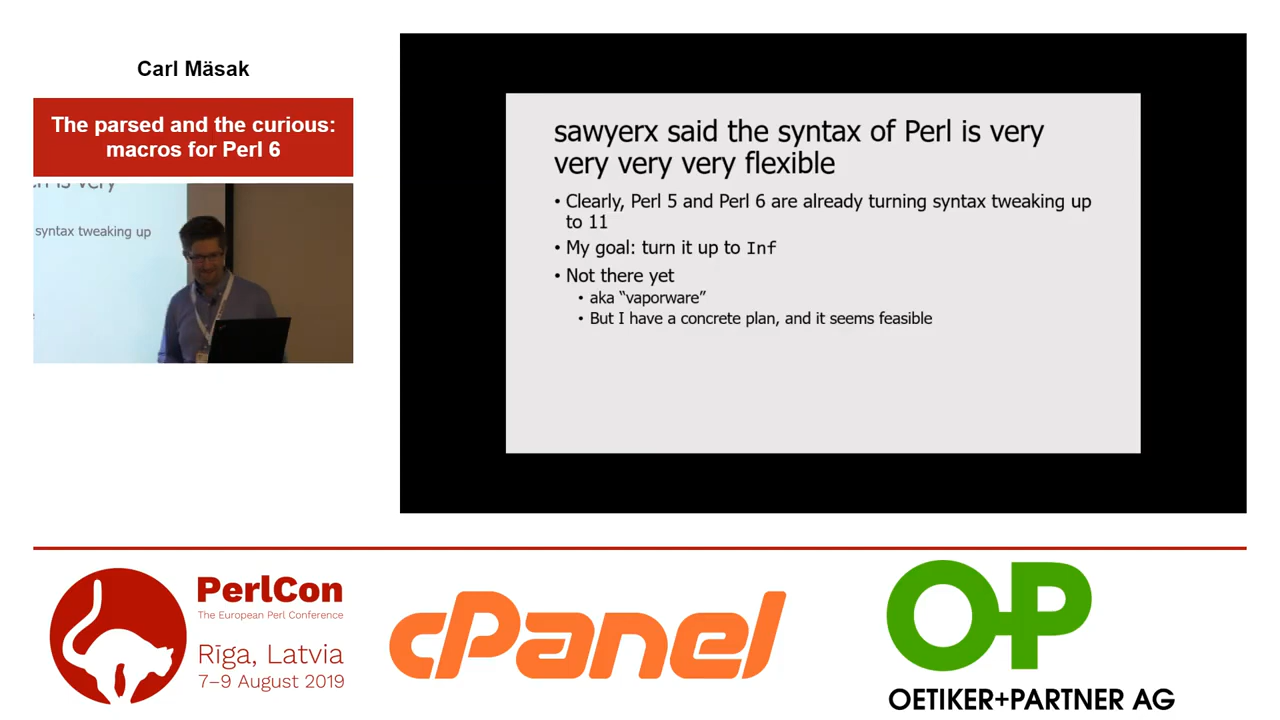 Carl Mäsak
The parsed and the curious:
macros for Perl 6
syntax tweaking up
sawyerx said the syntax of Perl is very
very very very flexible
• Clearly, Perl 5 and Perl 6 are already turning syntax tweaking up
to 11
• My goal: turn it up to Inf
• Not there yet
• aka “vaporware”
• But I have a concrete plan, and it seems feasible
PerlCon
The European Perl Conference
Rīga, Latvia
7–9 August 2019
cPanel
O+P
OETIKER+PARTNER AG